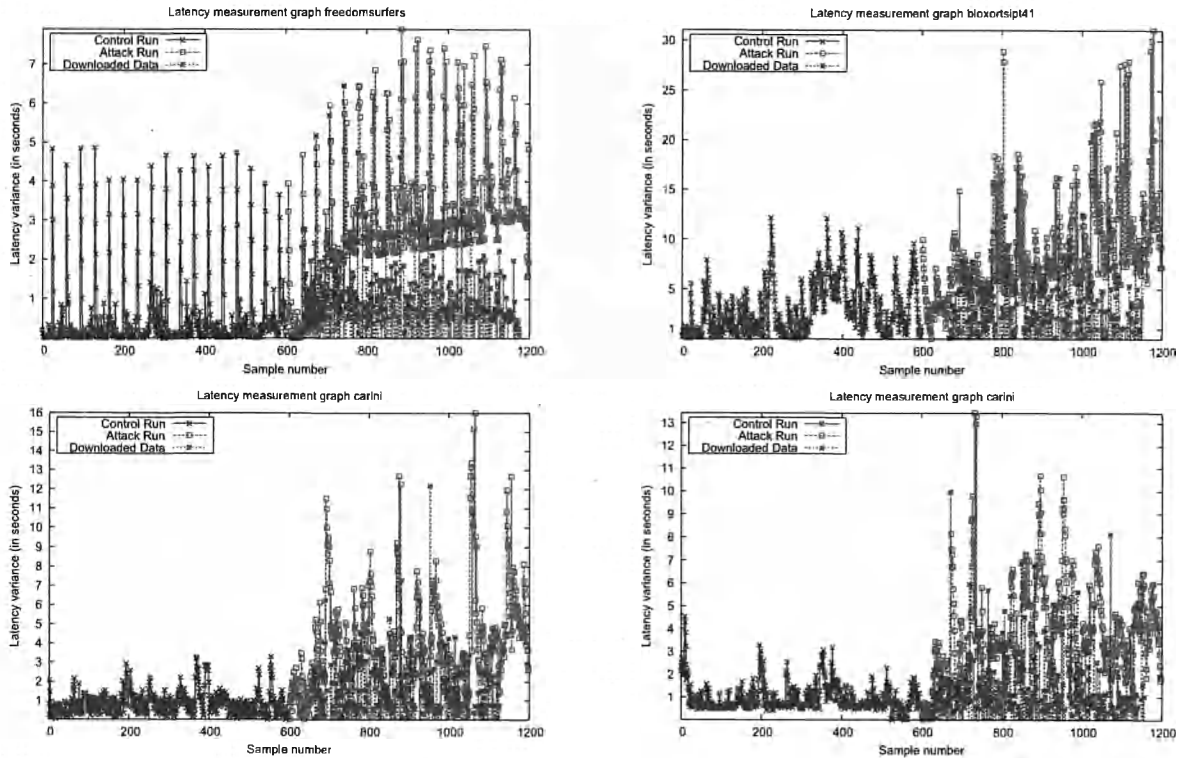 Latency measurement graph freedomsurfers
Latency variance (in seconds)
7
6
5
4
3
2
1
Control Run
Attack Run
Downloaded Data
0 200 400 600 800 1000 1200
Sample number
Latency measurement graph bloxortsipt41
Latency variance (in seconds)
30
25
20
15
10
5
1
Control Run
Attack Run
Downloaded Data
0 200 400 600 800 1000 1200
Sample number
Latency measurement graph carini
Latency variance (in seconds)
16
15
14
13
12
11
10
9
8
7
6
5
4
3
2
1
Control Run
Attack Run
Downloaded Data
0 200 400 600 800 1000 1200
Sample number
Latency measurement graph carini
Latency variance (in seconds)
13
12
11
10
9
8
7
6
5
4
3
2
1
Control Run
Attack Run
Downloaded Data
0 200 400 600 800 1000 1200
Sample number